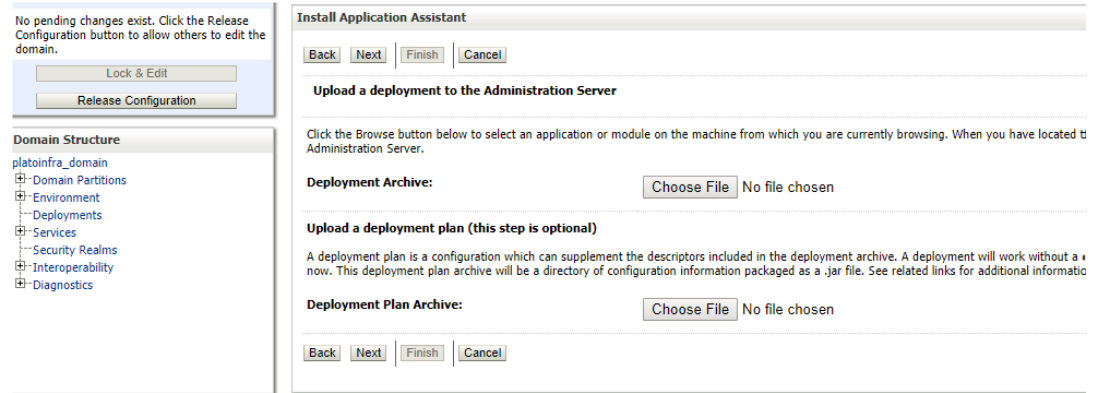 No pending changes exist. Click the Release
Configuration button to allow others to edit the
domain.
Lock & Edit
Release Configuration
Domain Structure
platoinfra_domain
Domain Partitions
Environment
Deployments
Services
Security Realms
Interoperability
Diagnostics
Install Application Assistant
Back Next Finish Cancel
Upload a deployment to the Administration Server
Click the Browse button below to select an application or module on the machine from which you are currently browsing. When you have located
Administration Server.
Deployment Archive: Choose File No file chosen
Upload a deployment plan (this step is optional)
A deployment plan is a configuration which can supplement the descriptors included in the deployment archive. A deployment will work without a
now. This deployment plan archive will be a directory of configuration information packaged as a .jar file. See related links for additional informatio
Deployment Plan Archive: Choose File No file chosen
Back Next Finish Cancel